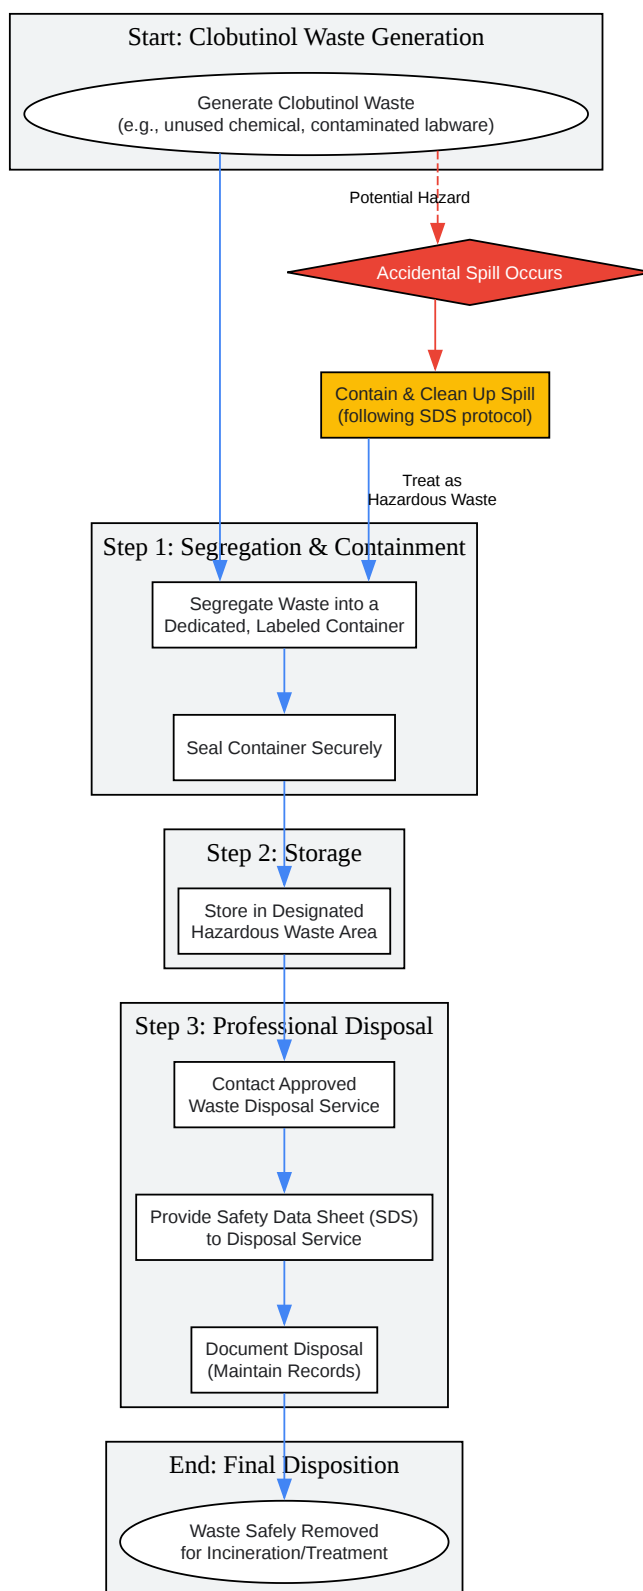 Start: Clobutinol Waste Generation
Generate Clobutinol Waste
(e.g., unused chemical, contaminated labware)
Potential Hazard
Accidental Spill Occurs
Contain & Clean Up Spill
(following SDS protocol)
Treat as
Hazardous Waste
Step 1: Segregation & Containment
Segregate Waste into a
Dedicated, Labeled Container
Seal Container Securely
Step 2: Storage
Store in Designated
Hazardous Waste Area
Step 3: Professional Disposal
Contact Approved
Waste Disposal Service
Provide Safety Data Sheet (SDS)
to Disposal Service
Document Disposal
(Maintain Records)
End: Final Disposition
Waste Safely Removed
for Incineration/Treatment